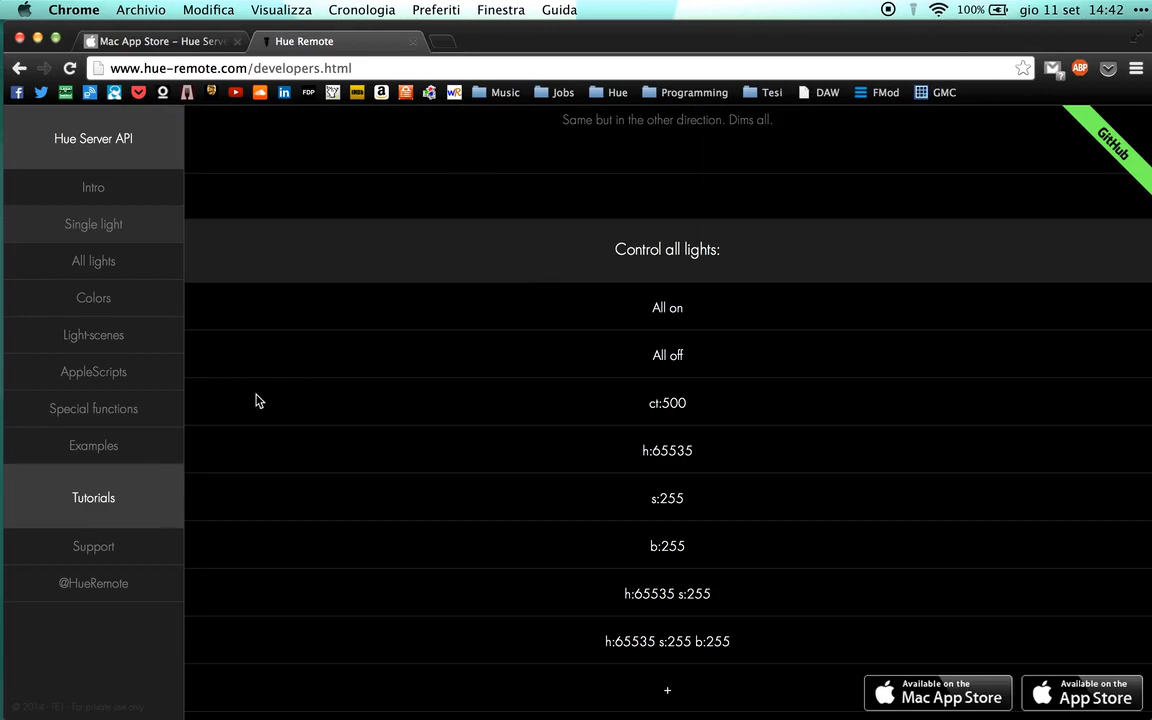 Chrome Archivio Modifica Visualizza Cronologia Preferiti Finestra Guida 100% gio 11 set 14:42
Mac App Store – Hue Serv
Hue Remote
www.hue-remote.com/developers.html
Music Jobs Hue Programming Tesi DAW FMod GMC
Hue Server API
Intro
Single light
All lights
Colors
Light-scenes
AppleScripts
Special functions
Examples
Tutorials
Support
@HueRemote
Same but in the other direction. Dims all.
GitHub
Control all lights:
All on
All off
ct:500
h:65535
s:255
b:255
h:65535 s:255
h:65535 s:255 b:255
+
Available on the
Mac App Store
Available on the
App Store